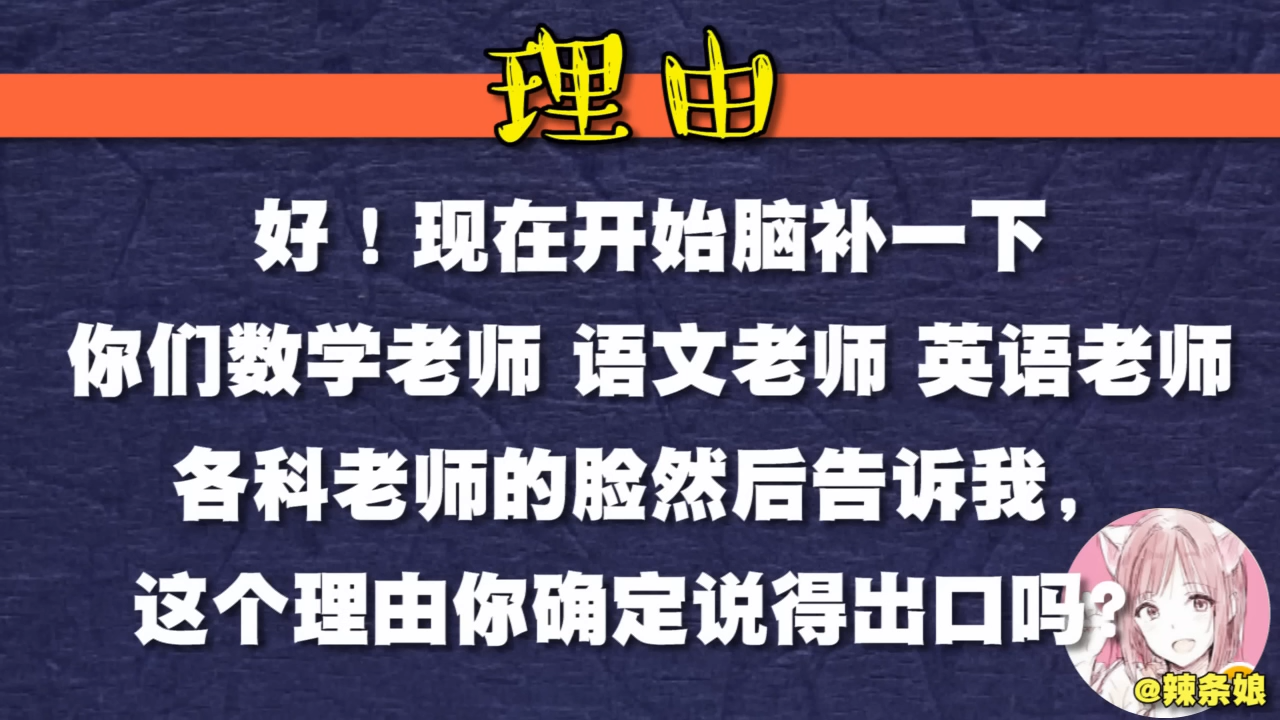 理由
好！现在开始脑补一下
你们数学老师 语文老师 英语老师
各科老师的脸然后告诉我，
这个理由你确定说得出口吗？
@辣条娘